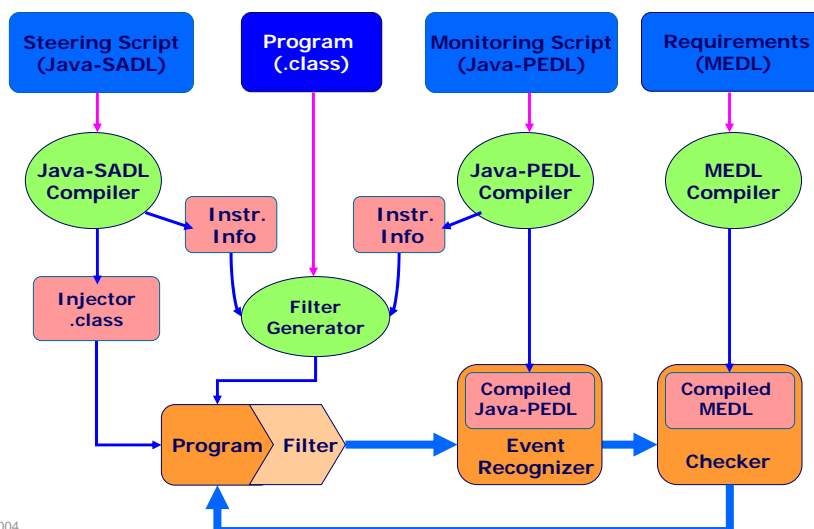 Steering Script
(Java-SADL)
Program
(.class)
Monitoring Script
(Java-PEDL)
Requirements
(MEDL)
Java-SADL
Compiler
Java-PEDL
Compiler
MEDL
Compiler
Instr.
Info
Instr.
Info
Injector
.class
Filter
Generator
Compiled
Java-PEDL
Compiled
MEDL
Program
Filter
Event
Recognizer
Checker